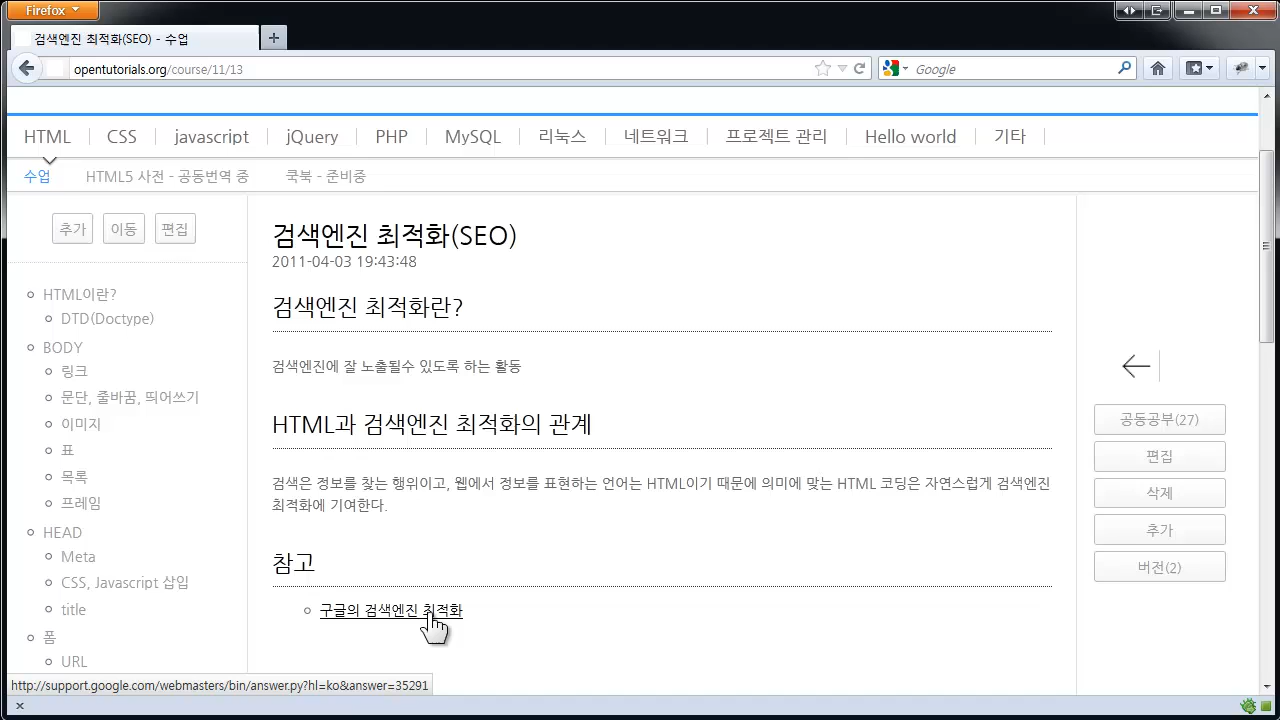 Firefox
검색엔진 최적화(SEO) - 수업
opentutorials.org/course/11/13
Google
HTML
CSS
javascript
jQuery
PHP
MySQL
리눅스
네트워크
프로젝트 관리
Hello world
기타
수업
HTML5 사전 - 공동번역 중
쿡북 - 준비중
추가
이동
편집
HTML이란?
DTD(Doctype)
BODY
링크
문단, 줄바꿈, 띄어쓰기
이미지
표
목록
프레임
HEAD
Meta
CSS, Javascript 삽입
title
폼
URL
검색엔진 최적화(SEO)
2011-04-03 19:43:48
검색엔진 최적화란?
검색엔진에 잘 노출될수 있도록 하는 활동
HTML과 검색엔진 최적화의 관계
검색은 정보를 찾는 행위이고, 웹에서 정보를 표현하는 언어는 HTML이기 때문에 의미에 맞는 HTML 코딩은 자연스럽게 검색엔진
최적화에 기여한다.
참고
구글의 검색엔진 최적화
공동공부(27)
편집
삭제
추가
버전(2)
http://support.google.com/webmasters/bin/answer.py?hl=ko&answer=35291